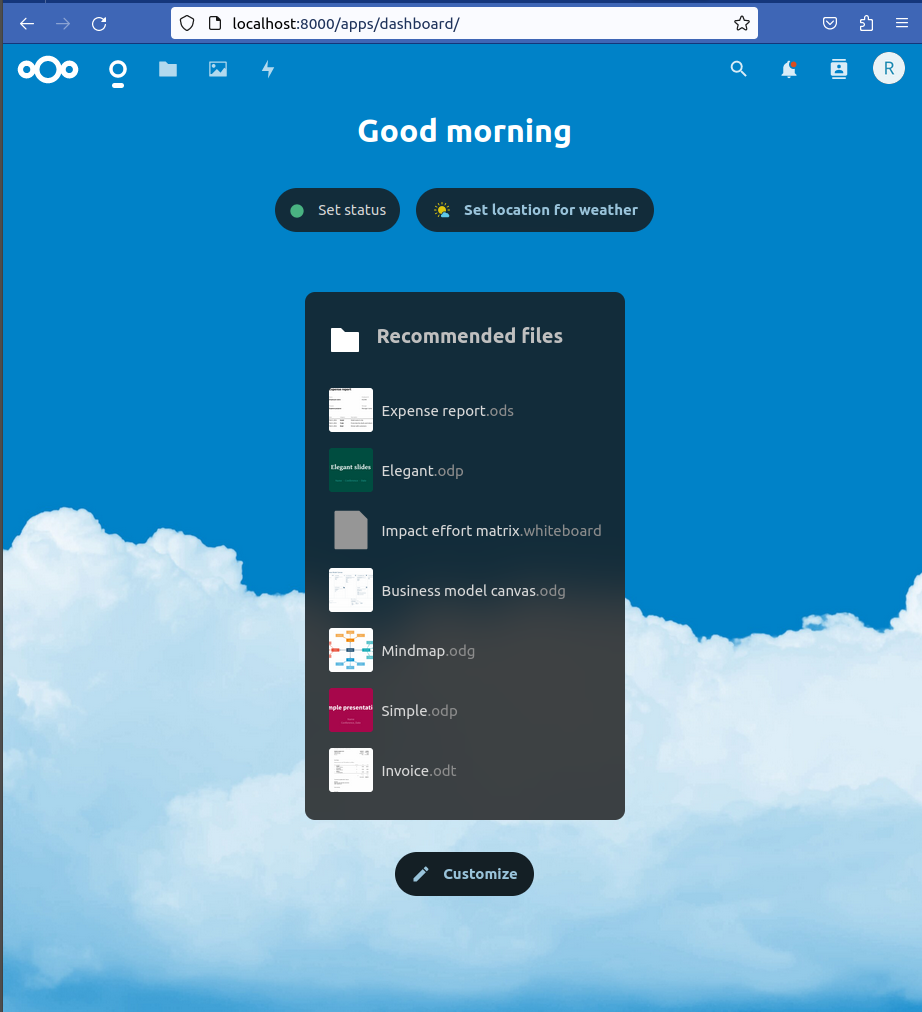 localhost:8000/apps/dashboard/
R
Good morning
Set status
Set location for weather
Recommended files
Expense report
Expense report.ods
Elegant slides
Elegant.odp
Impact effort matrix.whiteboard
Business model canvas.odg
Mindmap.odg
mple presentati
Simple.odp
Invoice.odt
Customize